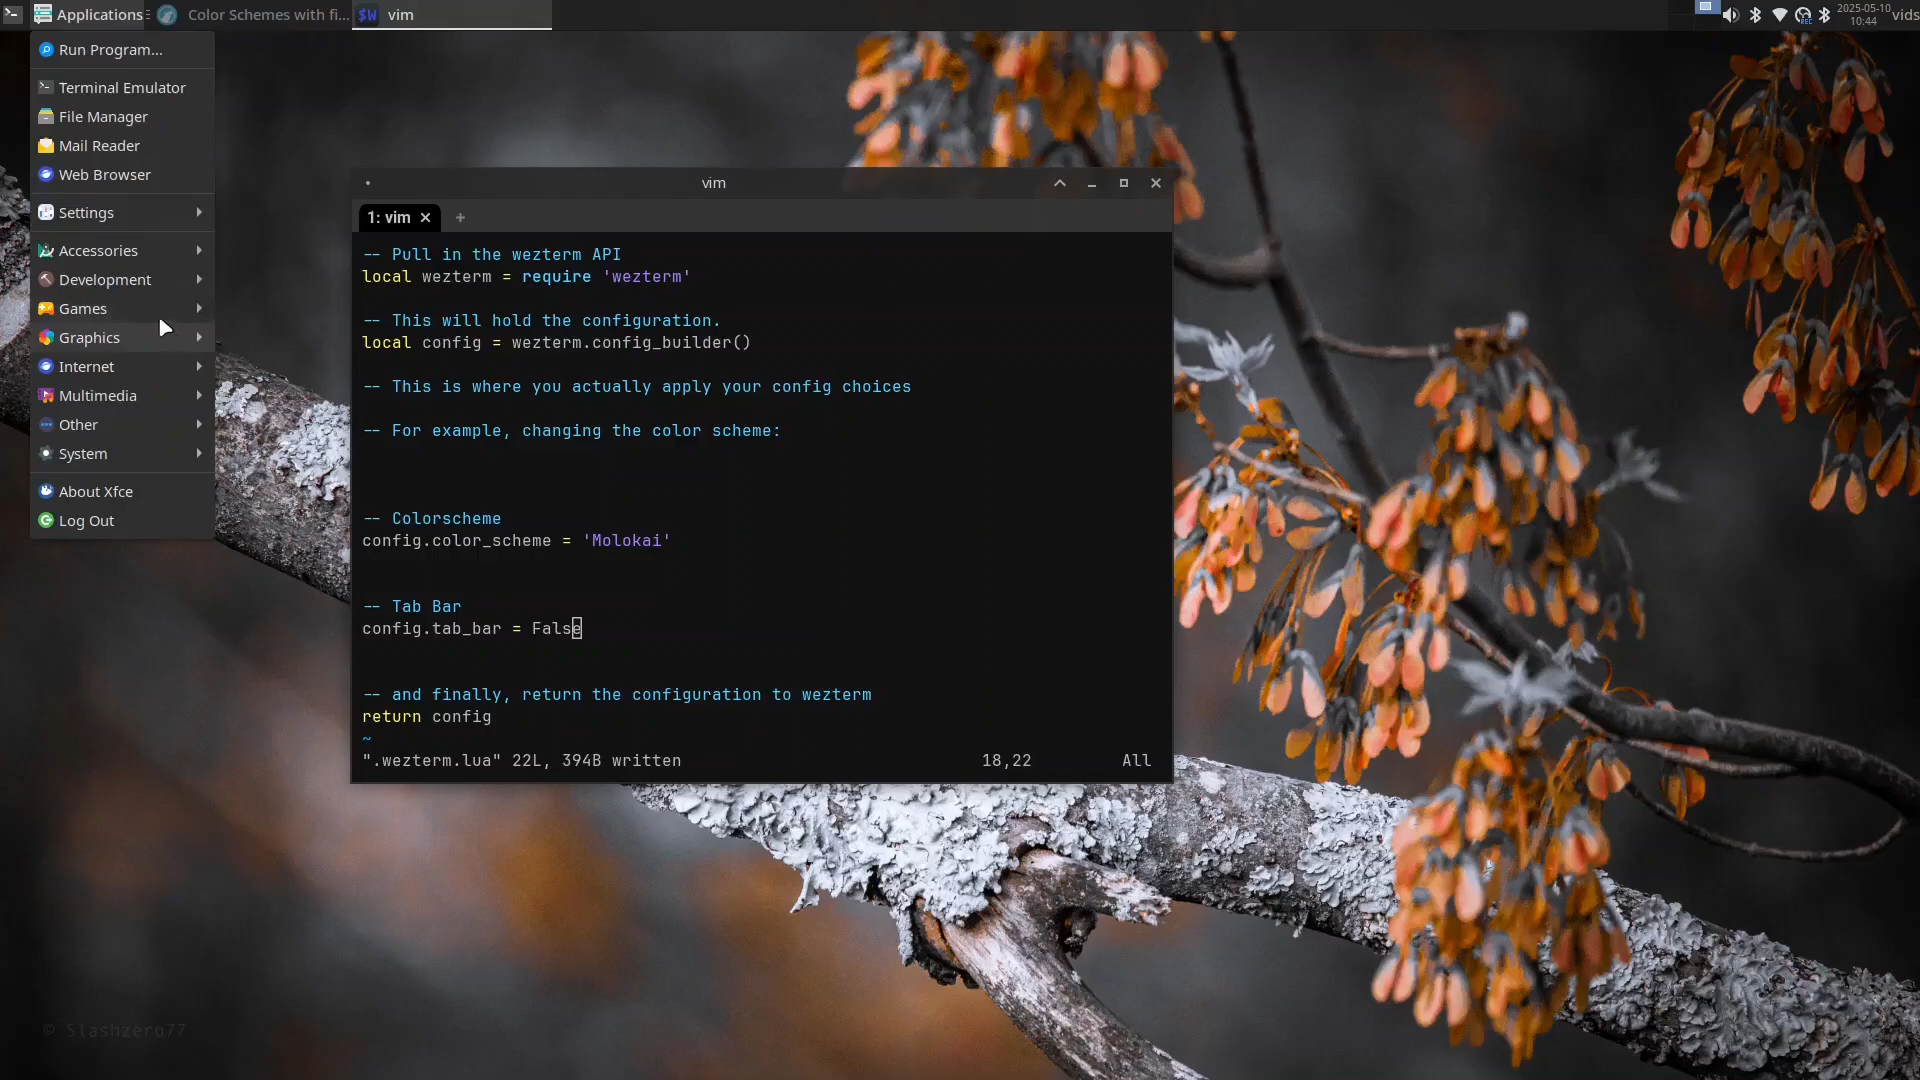 Applications
Color Schemes with fi...
$W vim
REC
2025-05-10
10:44
vids
Run Program...
Terminal Emulator
File Manager
Mail Reader
Web Browser
Settings
Accessories
Development
Games
Graphics
Internet
Multimedia
Other
System
About Xfce
Log Out
vim
1: vim
-- Pull in the wezterm API
local wezterm = require 'wezterm'
-- This will hold the configuration.
local config = wezterm.config_builder()
-- This is where you actually apply your config choices
-- For example, changing the color scheme:
-- Colorscheme
config.color_scheme = 'Molokai'
-- Tab Bar
config.tab_bar = False
-- and finally, return the configuration to wezterm
return config
~
".wezterm.lua" 22L, 394B written 18,22 All
© Slashzero77